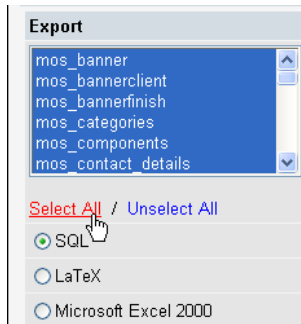 Export
mos_banner
mos_bannerclient
mos_bannerfinish
mos_categories
mos_components
mos_contact_details
Select All / Unselect All
SQL
LaTeX
Microsoft Excel 2000